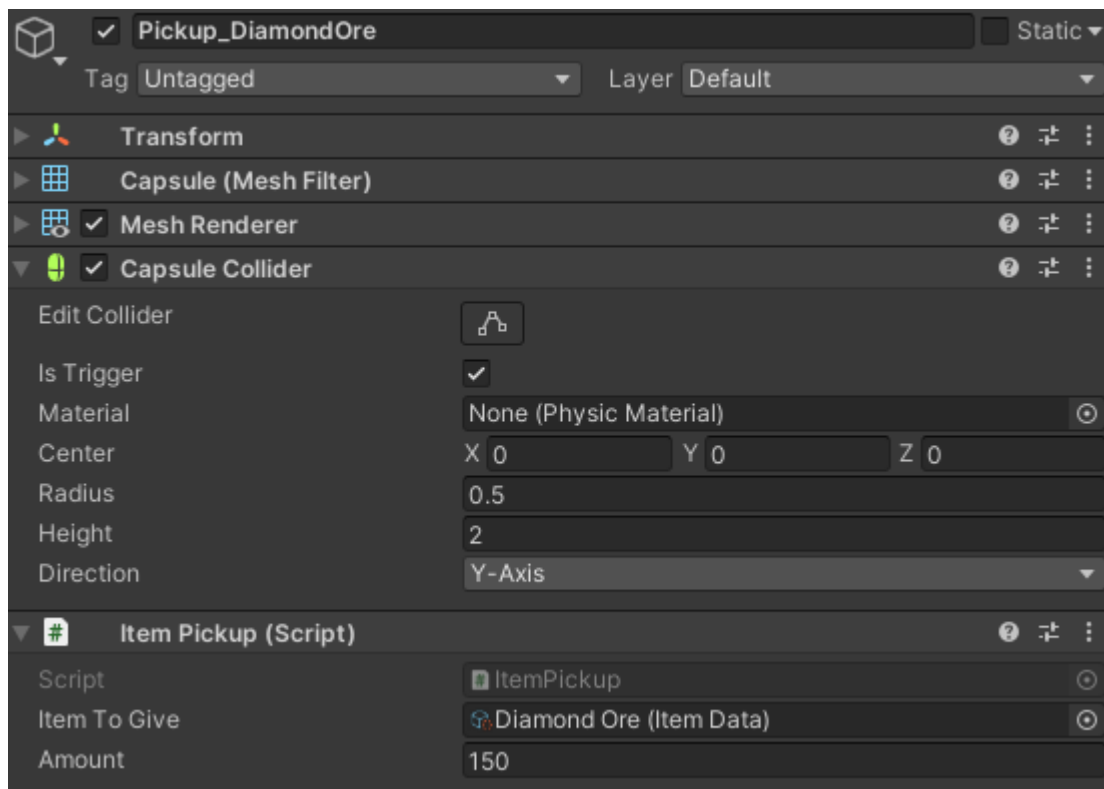 Pickup_DiamondOre Static
Tag Untagged Layer Default
Transform
Capsule (Mesh Filter)
Mesh Renderer
Capsule Collider
Edit Collider
Is Trigger
Material None (Physic Material)
Center X 0 Y 0 Z 0
Radius 0.5
Height 2
Direction Y-Axis
# Item Pickup (Script)
Script # ItemPickup
Item To Give Diamond Ore (Item Data)
Amount 150